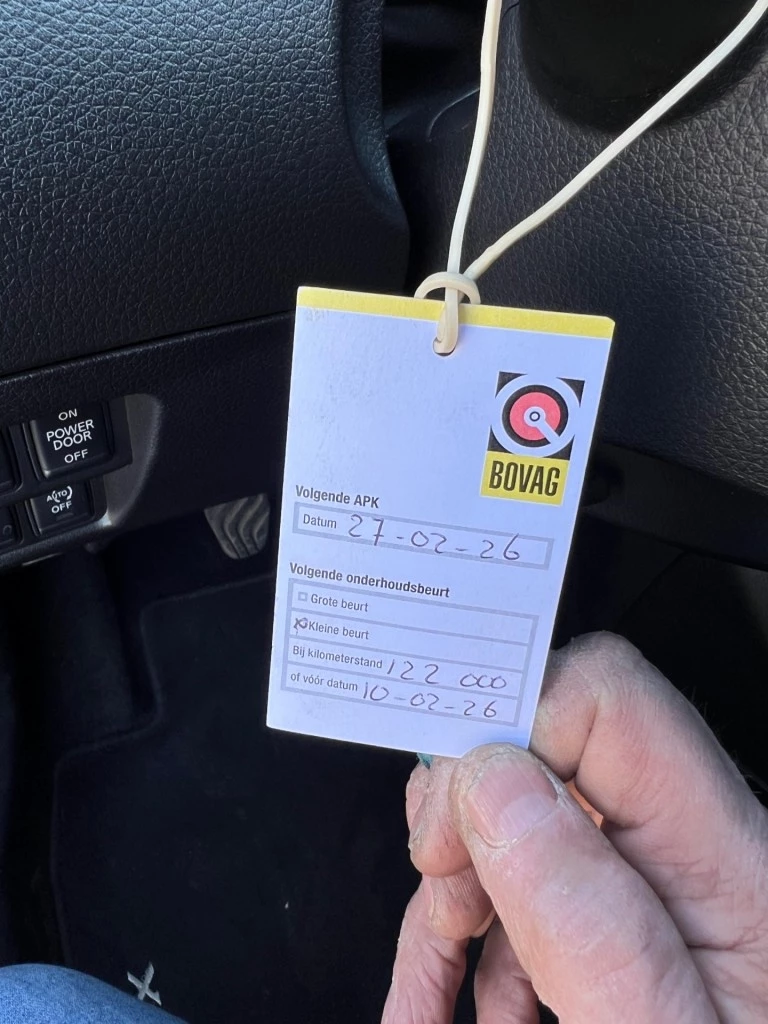 ON
POWER
DOOR
OFF
AUTO
OFF
BOVAG
Volgende APK
Datum 27-02-26
Volgende onderhoudsbeurt
Grote beurt
Kleine beurt
Bij kilometerstand 122 000
of vóór datum 10-02-26